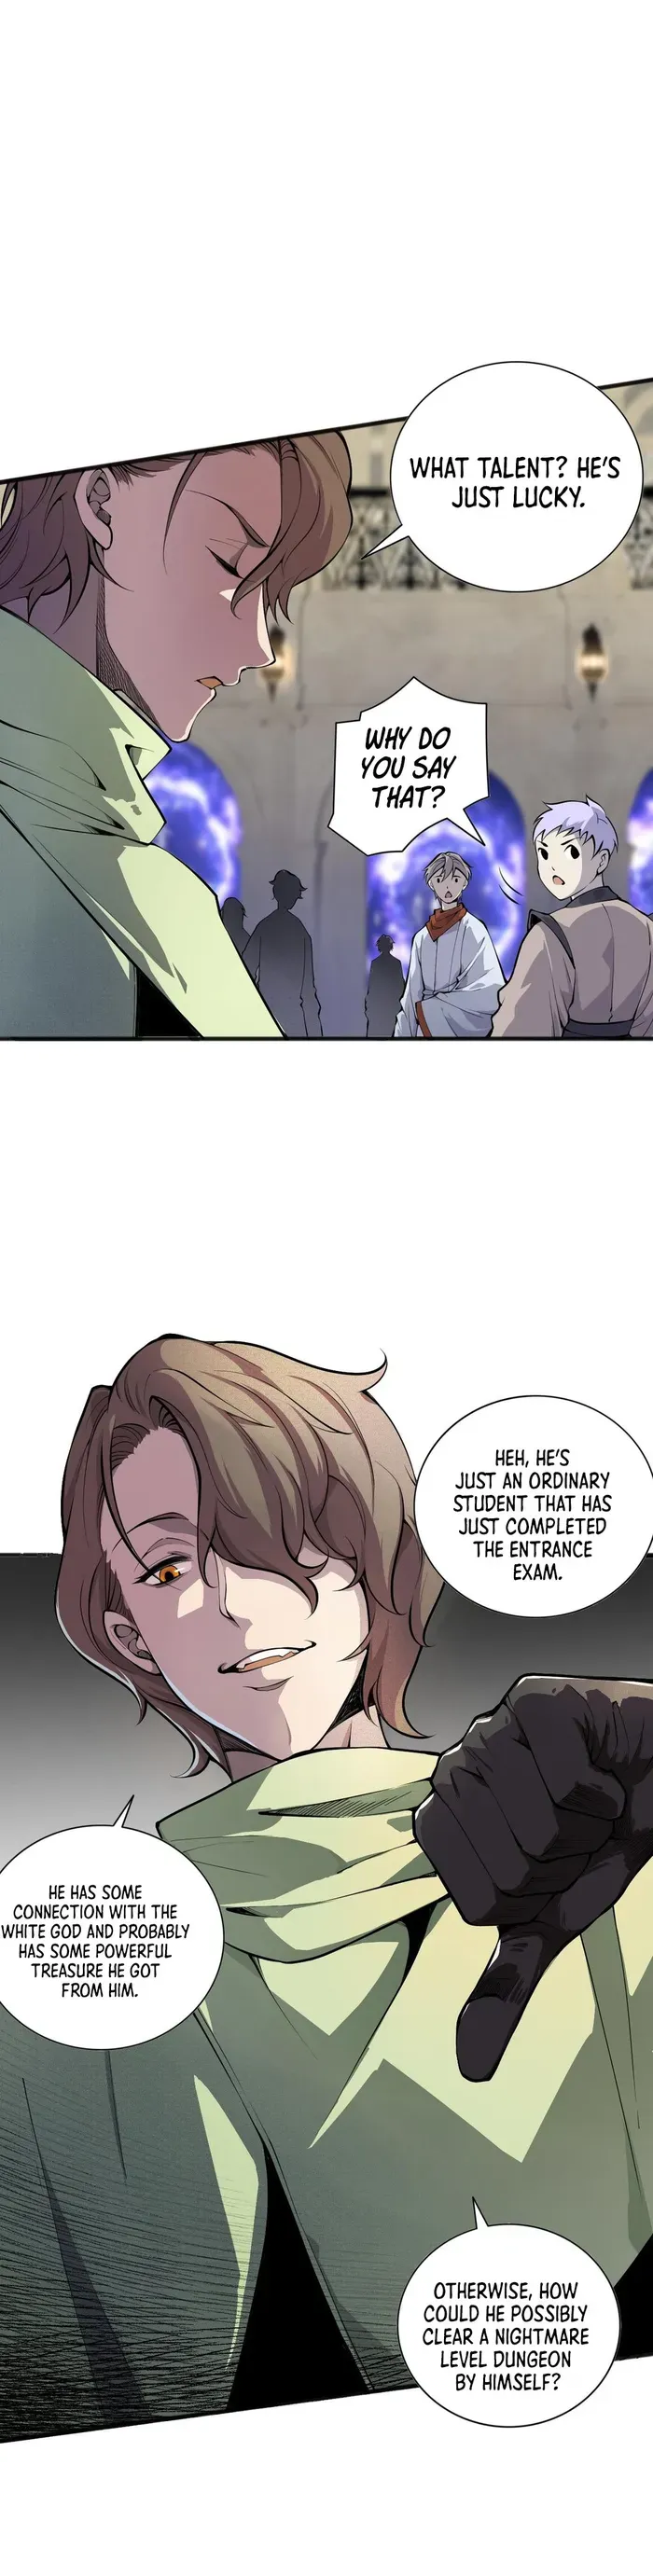 WHAT TALENT? HE'S
JUST LUCKY.
WHY DO
YOU SAY
THAT?
HEH, HE'S
JUST AN ORDINARY
STUDENT THAT HAS
JUST COMPLETED
THE ENTRANCE
EXAM.
HE HAS SOME
CONNECTION WITH THE
WHITE GOD AND PROBABLY
HAS SOME POWERFUL
TREASURE HE GOT
FROM HIM.
OTHERWISE, HOW
COULD HE POSSIBLY
CLEAR A NIGHTMARE
LEVEL DUNGEON
BY HIMSELF?